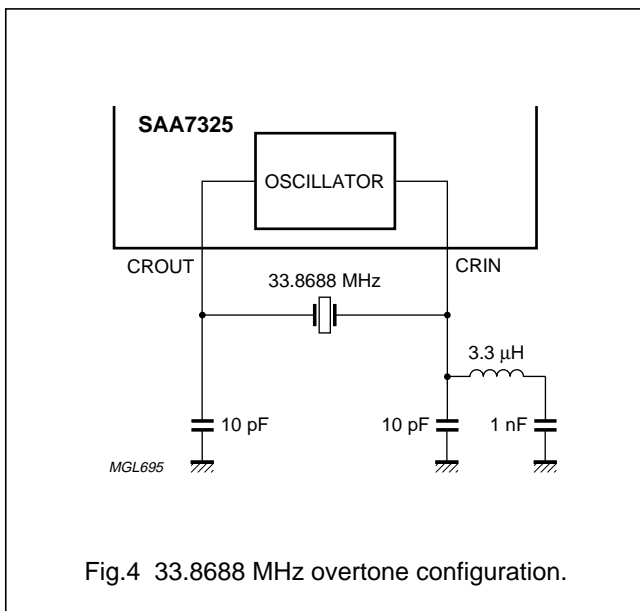 SAA7325
OSCILLATOR
CROUT
CRIN
33.8688 MHz
3.3 μH
10 pF
10 pF
1 nF
MGL695
Fig.4 33.8688 MHz overtone configuration.